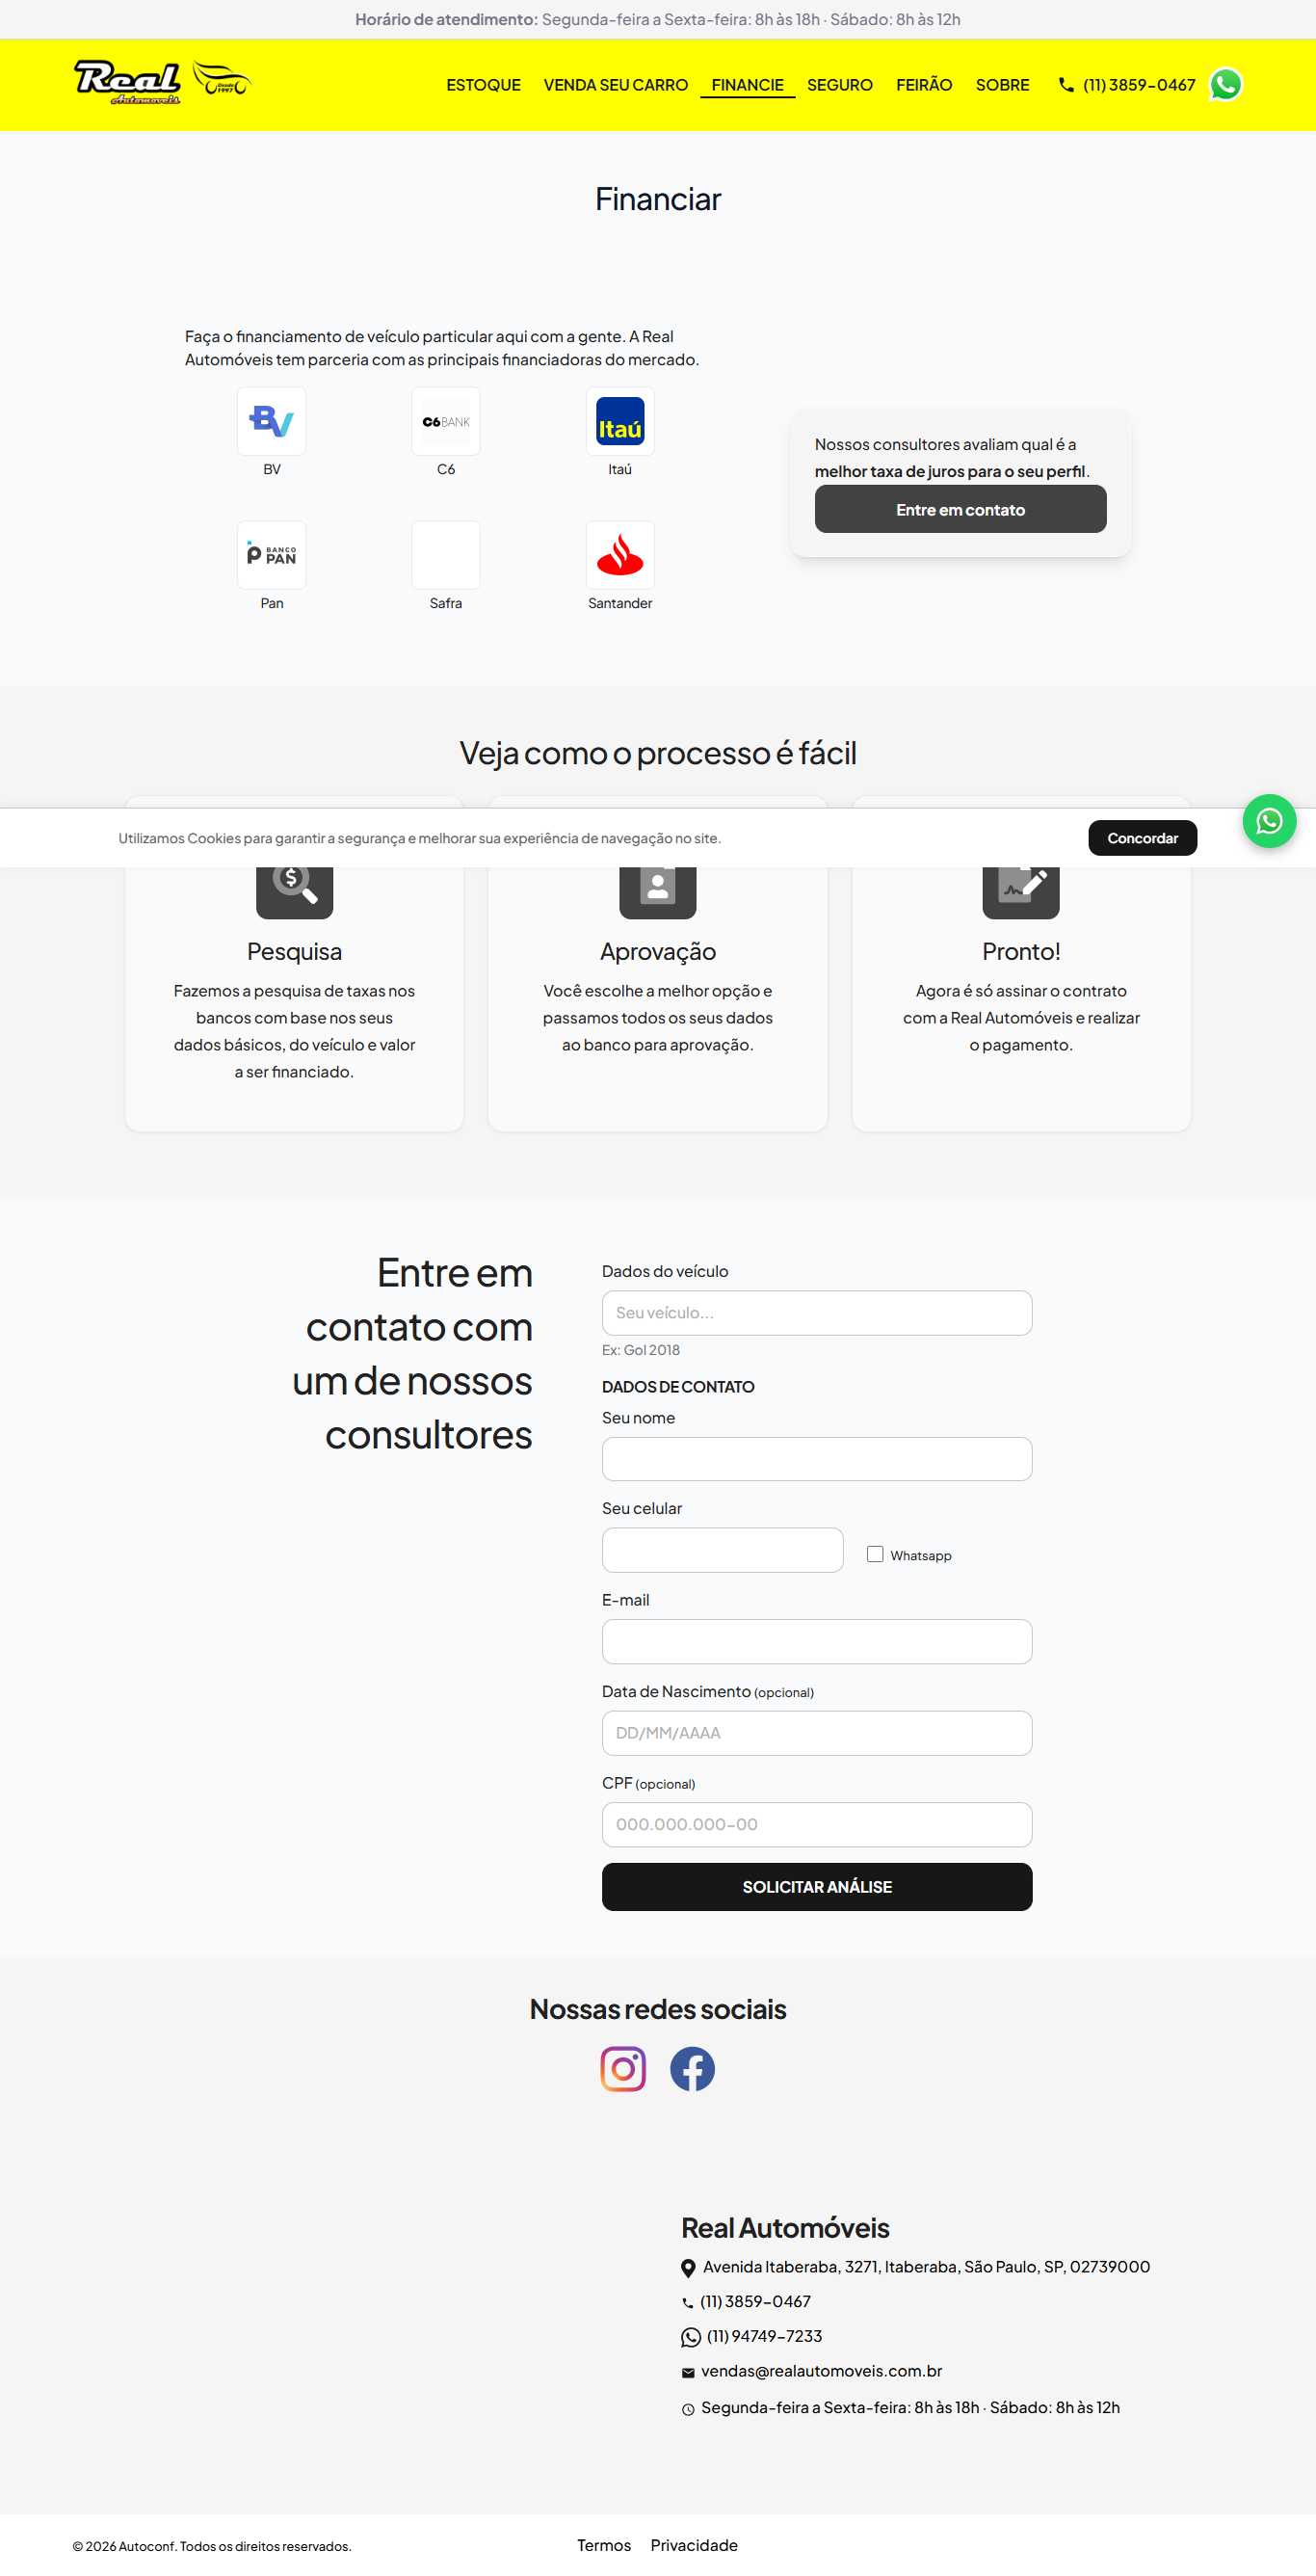 Horário de atendimento: Segunda-feira a Sexta-feira: 8h às 18h · Sábado: 8h às 12h
Real
Automoveis
Desde
1997
ESTOQUE
VENDA SEU CARRO
FINANCIE
SEGURO
FEIRÃO
SOBRE
(11) 3859-0467
Financiar
Faça o financiamento de veículo particular aqui com a gente. A Real
Automóveis tem parceria com as principais financiadoras do mercado.
BV
C6BANK
Itaú
BV
C6
Itaú
BANCO
PAN
Pan
Safra
Santander
Nossos consultores avaliam qual é a
melhor taxa de juros para o seu perfil.
Entre em contato
Veja como o processo é fácil
Utilizamos Cookies para garantir a segurança e melhorar sua experiência de navegação no site.
Concordar
Pesquisa
Fazemos a pesquisa de taxas nos
bancos com base nos seus
dados básicos, do veículo e valor
a ser financiado.
Aprovação
Você escolhe a melhor opção e
passamos todos os seus dados
ao banco para aprovação.
Pronto!
Agora é só assinar o contrato
com a Real Automóveis e realizar
o pagamento.
Entre em
contato com
um de nossos
consultores
Dados do veículo
Seu veículo...
Ex: Gol 2018
DADOS DE CONTATO
Seu nome
Seu celular
Whatsapp
E-mail
Data de Nascimento (opcional)
DD/MM/AAAA
CPF (opcional)
000.000.000-00
SOLICITAR ANÁLISE
Nossas redes sociais
Real Automóveis
Avenida Itaberaba, 3271, Itaberaba, São Paulo, SP, 02739000
(11) 3859-0467
(11) 94749-7233
vendas@realautomoveis.com.br
Segunda-feira a Sexta-feira: 8h às 18h · Sábado: 8h às 12h
© 2026 Autoconf. Todos os direitos reservados.
Termos
Privacidade